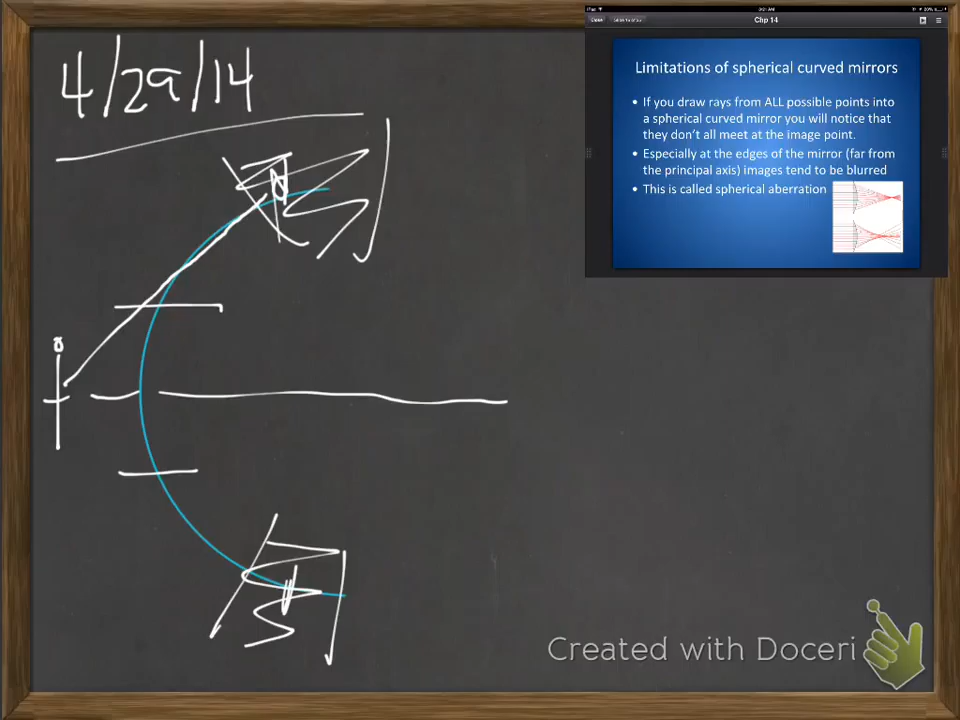 4/29/14
Chp 14
Limitations of spherical curved mirrors
• If you draw rays from ALL possible points into
a spherical curved mirror you will notice that
they don't all meet at the image point.
• Especially at the edges of the mirror (far from
the principal axis) images tend to be blurred
• This is called spherical aberration
Created with Doceri